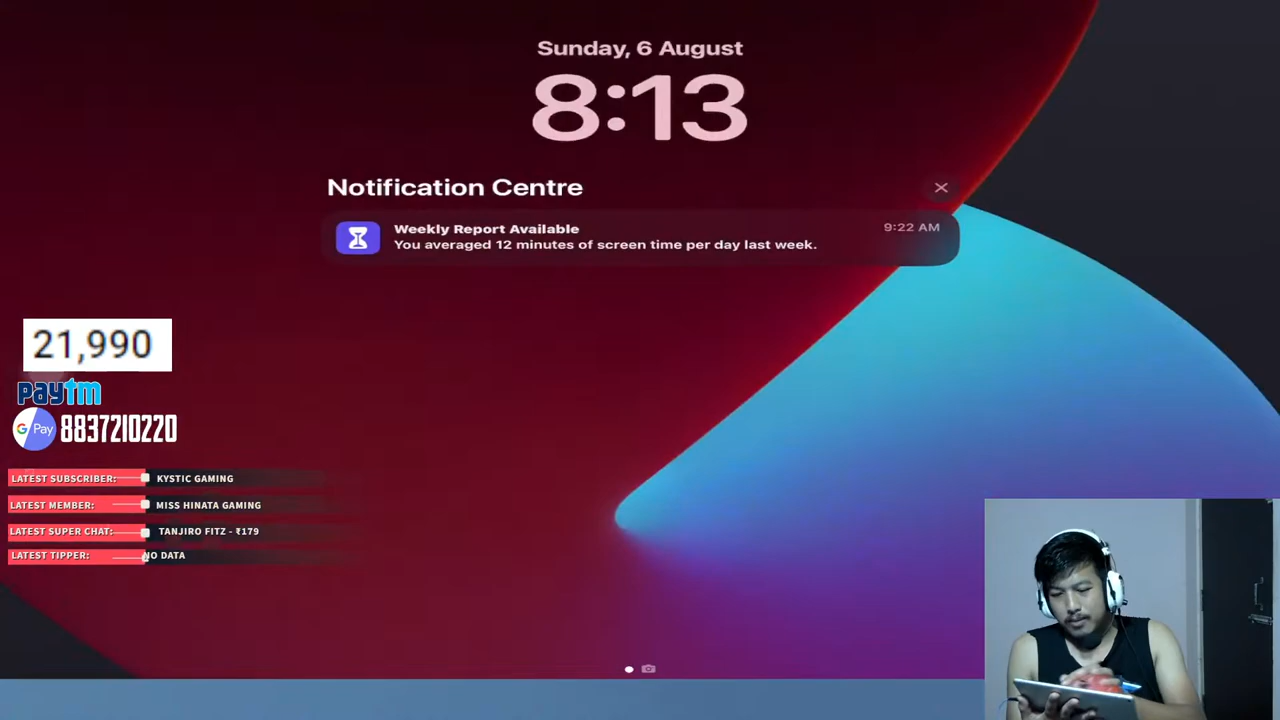 Sunday, 6 August
8:13
Notification Centre
Weekly Report Available
9:22 AM
You averaged 12 minutes of screen time per day last week.
21,990
paytm
G Pay 8837210220
LATEST SUBSCRIBER: KYSTIC GAMING
LATEST MEMBER: MISS HINATA GAMING
LATEST SUPER CHAT: TANJIRO FITZ - ₹179
LATEST TIPPER: NO DATA